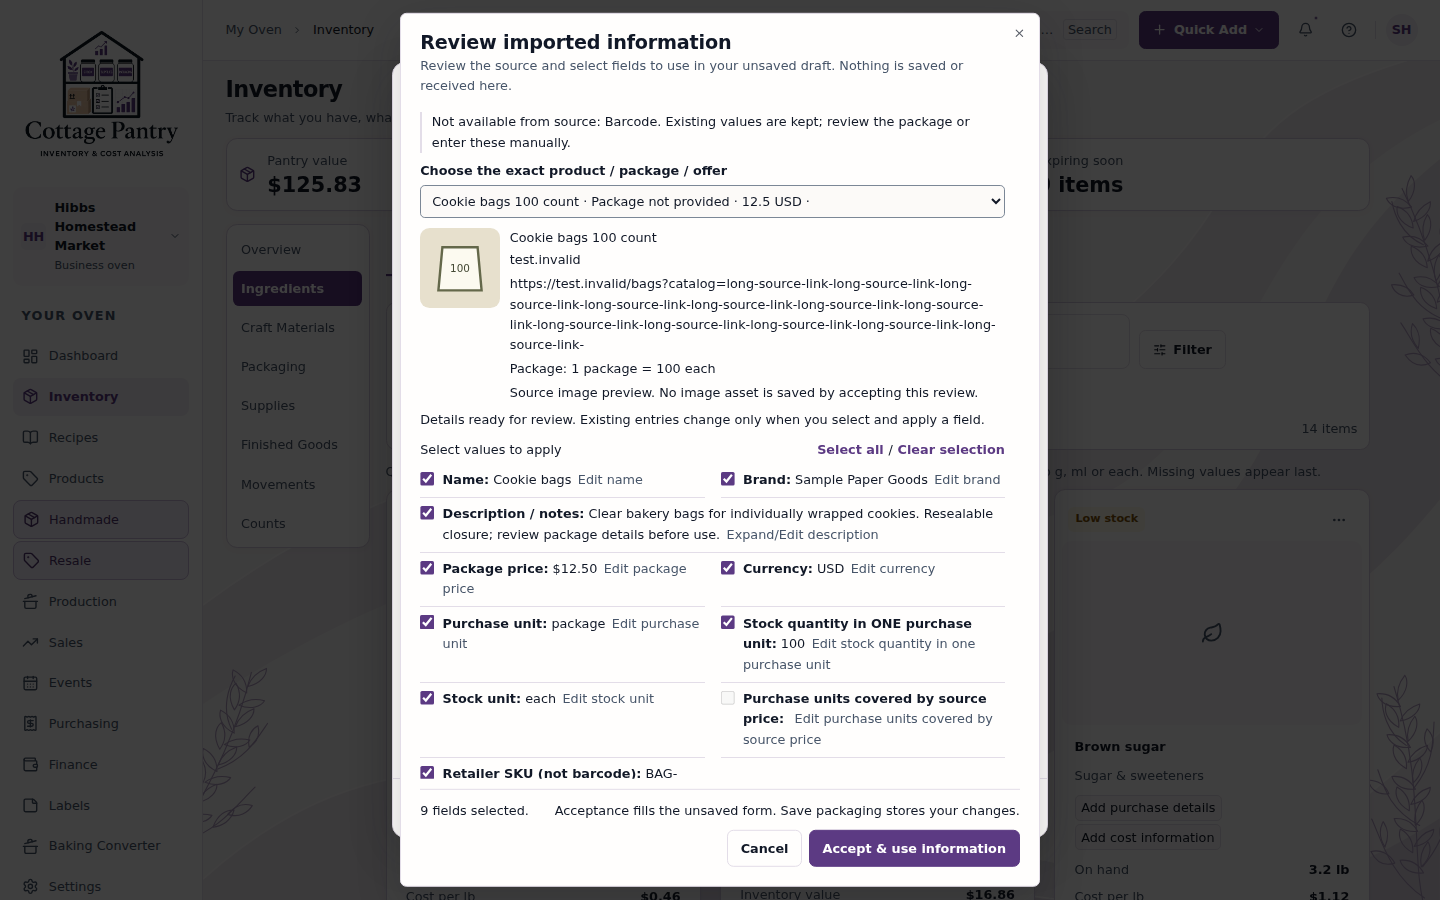 My Oven > Inventory
Search
Quick Add
SH
Cottage Pantry
INVENTORY & COST ANALYSIS
HH
Hibbs Homestead Market
Business oven
YOUR OVEN
Dashboard
Inventory
Recipes
Products
Handmade
Resale
Production
Sales
Events
Purchasing
Finance
Labels
Baking Converter
Settings
Inventory
Track what you have, wha
Pantry value
$125.83
xpiring soon
items
Overview
Ingredients
Craft Materials
Packaging
Supplies
Finished Goods
Movements
Counts
Filter
14 items
g, ml or each. Missing values appear last.
Low stock
...
Brown sugar
Sugar & sweeteners
Add purchase details
Add cost information
On hand
3.2 lb
Cost per lb
$1.12
Cost per lb
$0.46
Inventory value
$16.86
Review imported information
×
Review the source and select fields to use in your unsaved draft. Nothing is saved or
received here.
Not available from source: Barcode. Existing values are kept; review the package or
enter these manually.
Choose the exact product / package / offer
Cookie bags 100 count · Package not provided · 12.5 USD ·
100
Cookie bags 100 count
test.invalid
https://test.invalid/bags?catalog=long-source-link-long-source-link-long-
source-link-long-source-link-long-source-link-long-source-link-long-source-
link-long-source-link-long-source-link-long-source-link-long-source-link-long-
source-link-
Package: 1 package = 100 each
Source image preview. No image asset is saved by accepting this review.
Details ready for review. Existing entries change only when you select and apply a field.
Select values to apply
Select all / Clear selection
Name: Cookie bags Edit name
Brand: Sample Paper Goods Edit brand
Description / notes: Clear bakery bags for individually wrapped cookies. Resealable
closure; review package details before use. Expand/Edit description
Package price: $12.50 Edit package
price
Currency: USD Edit currency
Purchase unit: package Edit purchase
unit
Stock quantity in ONE purchase
unit: 100 Edit stock quantity in one
purchase unit
Stock unit: each Edit stock unit
Purchase units covered by source
price: Edit purchase units covered by
source price
Retailer SKU (not barcode): BAG-
9 fields selected.
Acceptance fills the unsaved form. Save packaging stores your changes.
Cancel
Accept & use information